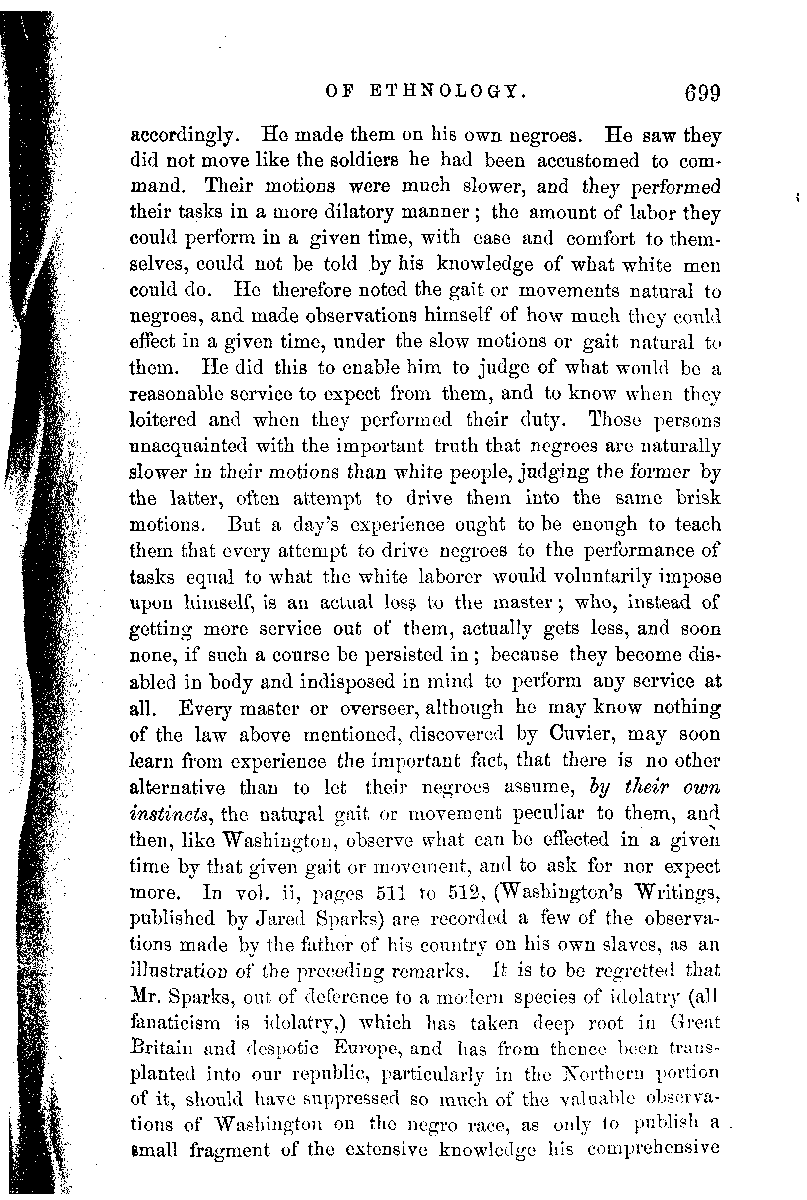 OF ETHNOLOGY. 699
accordingly. He made them on his own negroes. He saw they
did not move like the soldiers he had been accustomed to com-
mand. Their motions were much slower, and they performed
their tasks in a more dilatory manner; the amount of labor they
could perform in a given time, with ease and comfort to them-
selves, could not be told by his knowledge of what white men
could do. He therefore noted the gait or movements natural to
negroes, and made observations himself of how much they could
effect in a given time, under the slow motions or gait natural to
them. He did this to enable him to judge of what would be a
reasonable service to expect from them, and to know when they
loitered and when they performed their duty. Those persons
unacquainted with the important truth that negroes are naturally
slower in their motions than white people, judging the former by
the latter, often attempt to drive them into the same brisk
motions. But a day's experience ought to be enough to teach
them that every attempt to drive negroes to the performance of
tasks equal to what the white laborer would voluntarily impose
upon himself, is an actual loss to the master; who, instead of
getting more service out of them, actually gets less, and soon
none, if such a course be persisted in; because they become dis-
abled in body and indisposed in mind to perform any service at
all. Every master or overseer, although he may know nothing
of the law above mentioned, discovered by Cuvier, may soon
learn from experience the important fact, that there is no other
alternative than to let their negroes assume, by their own
instincts, the natural gait or movement peculiar to them, and
then, like Washington, observe what can be effected in a given
time by that given gait or movement, and to ask for nor expect
more. In vol. ii, pages 511 to 512, (Washington's Writings,
published by Jared Sparks) are recorded a few of the observa-
tions made by the father of his country on his own slaves, as an
illustration of the preceding remarks. It is to be regretted that
Mr. Sparks, out of deference to a modern species of idolatry (all
fanaticism is idolatry,) which has taken deep root in Great
Britain and despotic Europe, and has from thence been trans-
planted into our republic, particularly in the Northern portion
of it, should have suppressed so much of the valuable observa-
tions of Washington on the negro race, as only to publish a
small fragment of the extensive knowledge his comprehensive